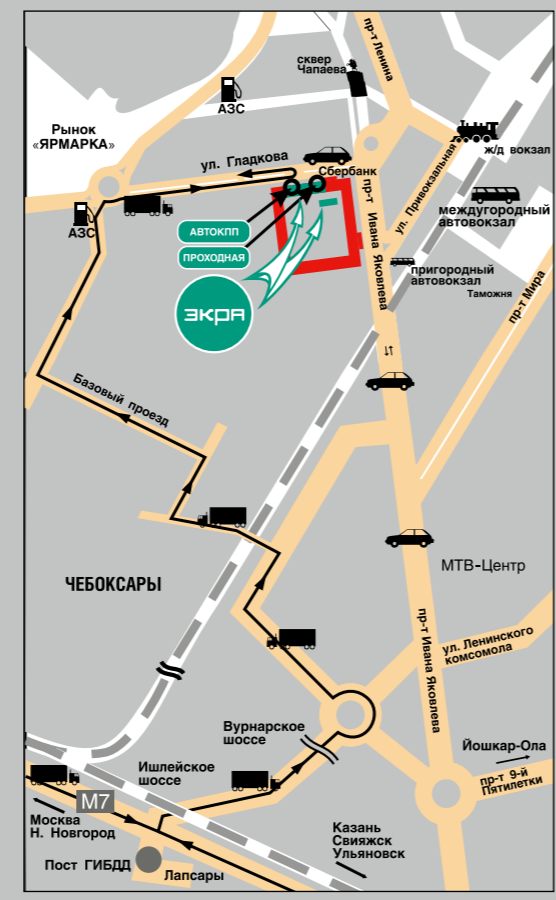 пр-т Ленина
сквер
Чапаева
АЗС
Рынок
«ЯРМАРКА»
ж/д вокзал
ул. Гладкова
Сбербанк
ул. Привокзальная
пр-т Ивана Яковлева
междугородный
автовокзал
АЗС
АВТОКПП
ПРОХОДНАЯ
пригородный
автовокзал
Таможня
пр-т Мира
ЭКРА
Базовый проезд
МТВ-Центр
ЧЕБОКСАРЫ
пр-т Ивана Яковлева
ул. Ленинского
комсомола
Вурнарское
шоссе
Йошкар-Ола
Ишлейское
шоссе
пр-т 9-й
Пятилетки
М7
Москва
Н. Новгород
Казань
Свияжск
Ульяновск
Пост ГИБДД
Лапсары